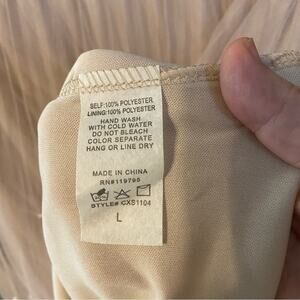 SELF:100% POLYESTER
LINING:100% POLYESTER
HAND WASH
WITH COLD WATER
DO NOT BLEACH
COLOR SEPARATE
HANG OR LINE DRY
MADE IN CHINA
RN#119795
STYLE# CXS1104
L